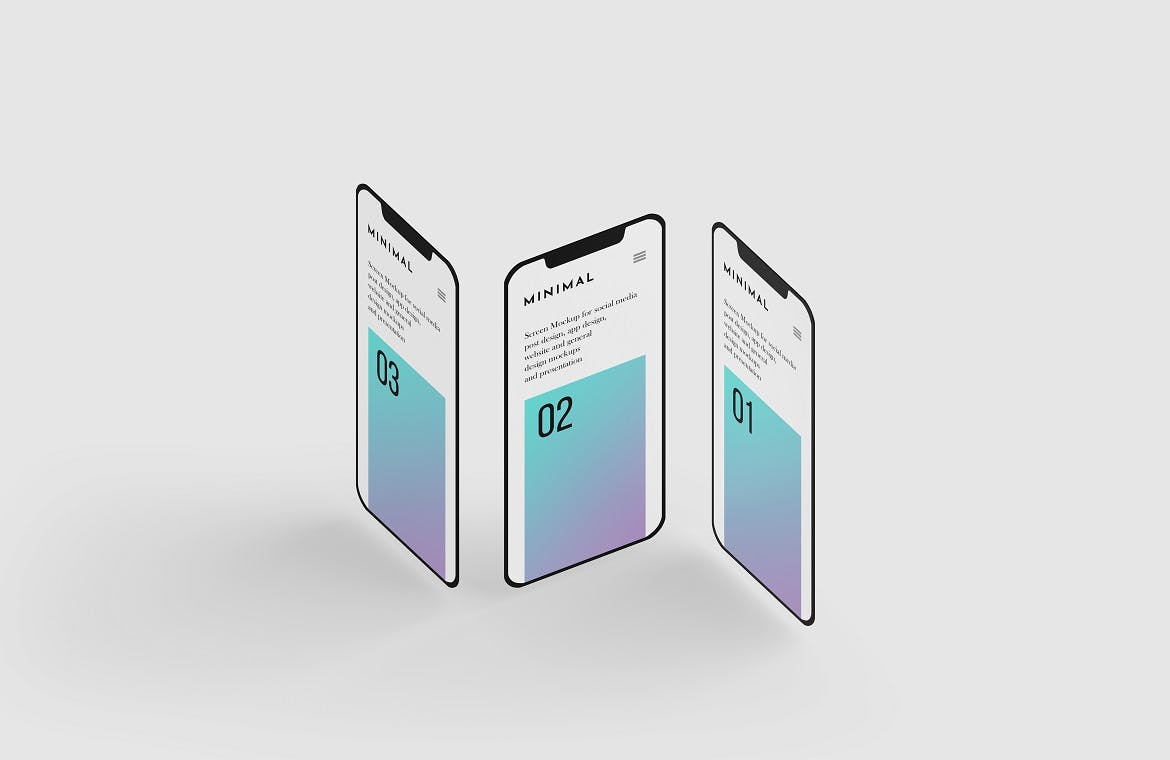 MINIMAL
Screen Mockup for social media
post design, app design,
website and general
design mockups
and presentation
03
MINIMAL
Screen Mockup for social media
post design, app design,
website and general
design mockups
and presentation
02
MINIMAL
Screen Mockup for social media
post design, app design,
website and general
design mockups
and presentation
01